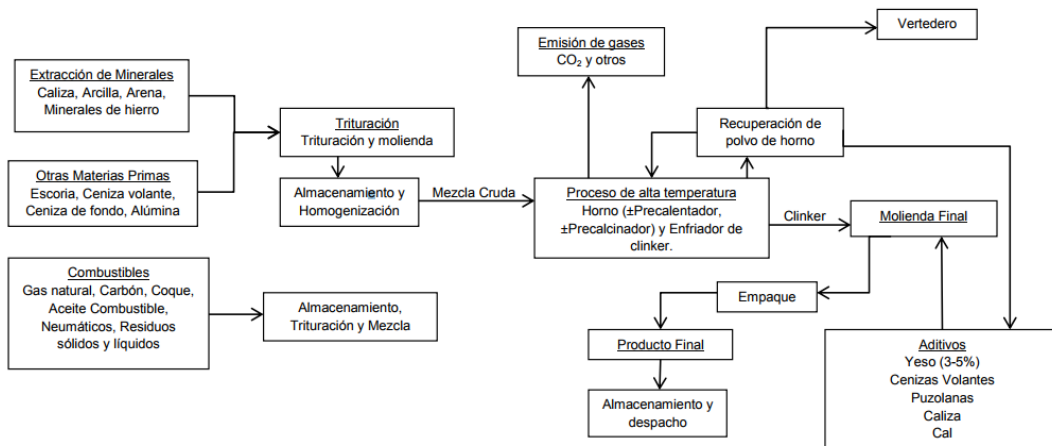 Extracción de Minerales
Caliza, Arcilla, Arena,
Minerales de hierro
Otras Materias Primas
Escoria, Ceniza volante,
Ceniza de fondo, Alúmina
Combustibles
Gas natural, Carbón, Coque,
Aceite Combustible,
Neumáticos, Residuos
sólidos y líquidos
Trituración
Trituración y molienda
Almacenamiento y
Homogenización
Almacenamiento,
Trituración y Mezcla
Mezcla Cruda
Emisión de gases
CO₂ y otros
Proceso de alta temperatura
Horno (±Precalentador,
±Precalcinador) y Enfriador de
clinker.
Recuperación de
polvo de horno
Vertedero
Clinker
Molienda Final
Empaque
Producto Final
Almacenamiento y
despacho
Aditivos
Yeso (3-5%)
Cenizas Volantes
Puzolanas
Caliza
Cal